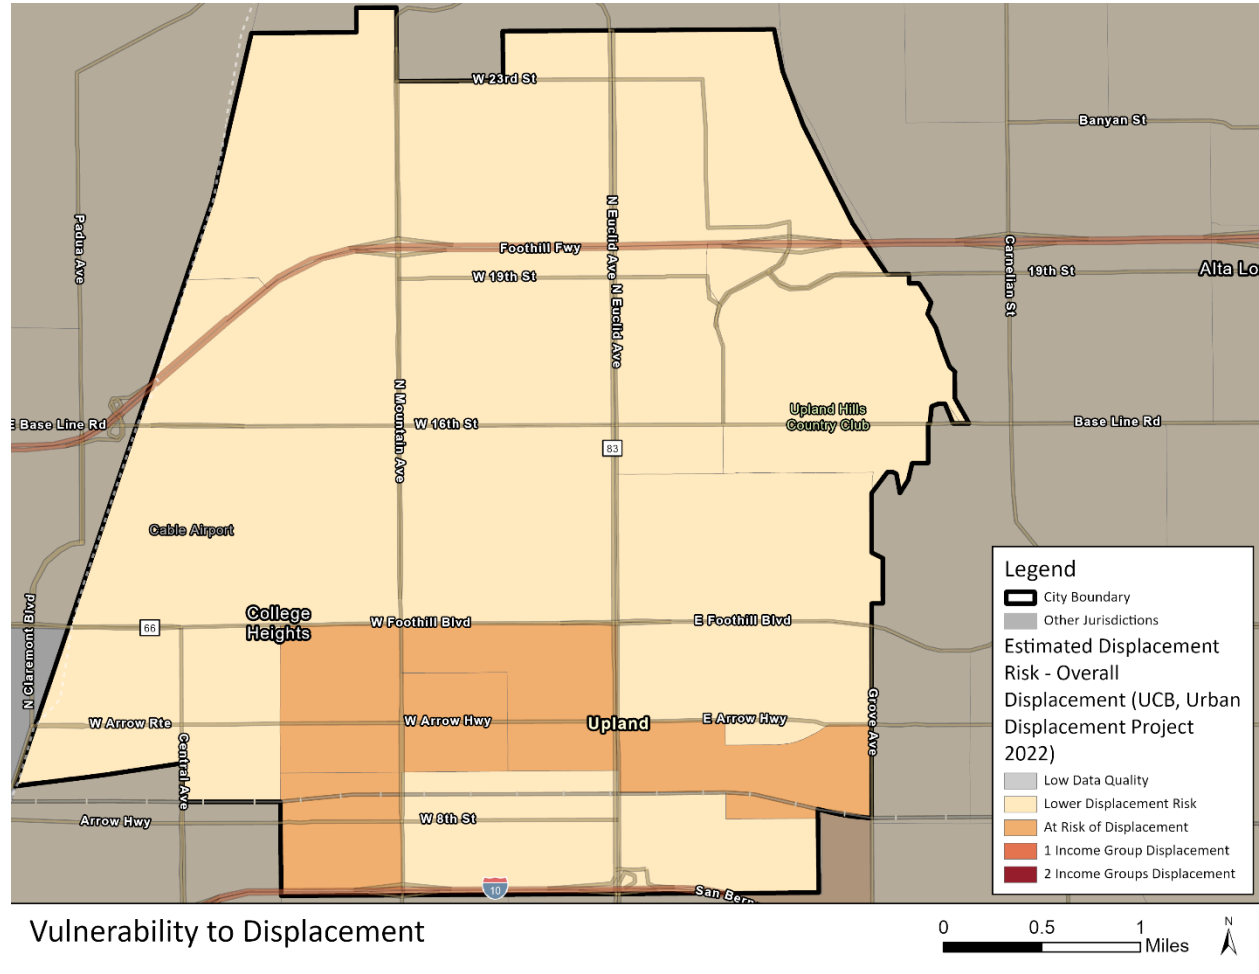 W 23rd St
Banyan St
Padua Ave
N Euclid Ave
N Euclid Ave
Foothill Fwy
Carnelian St
W 19th St
19th St
Alta Lo
N Mountain Ave
E Base Line Rd
W 16th St
Upland Hills
Country Club
Base Line Rd
83
Cable Airport
College
Heights
66
W Foothill Blvd
E Foothill Blvd
N Claremont Blvd
W Arrow Rte
W Arrow Hwy
Upland
E Arrow Hwy
Grove Ave
Central Ave
Arrow Hwy
W 8th St
10
San Bern
Legend
City Boundary
Other Jurisdictions
Estimated Displacement
Risk - Overall
Displacement (UCB, Urban
Displacement Project
2022)
Low Data Quality
Lower Displacement Risk
At Risk of Displacement
1 Income Group Displacement
2 Income Groups Displacement
Vulnerability to Displacement
0 0.5 1
Miles
N